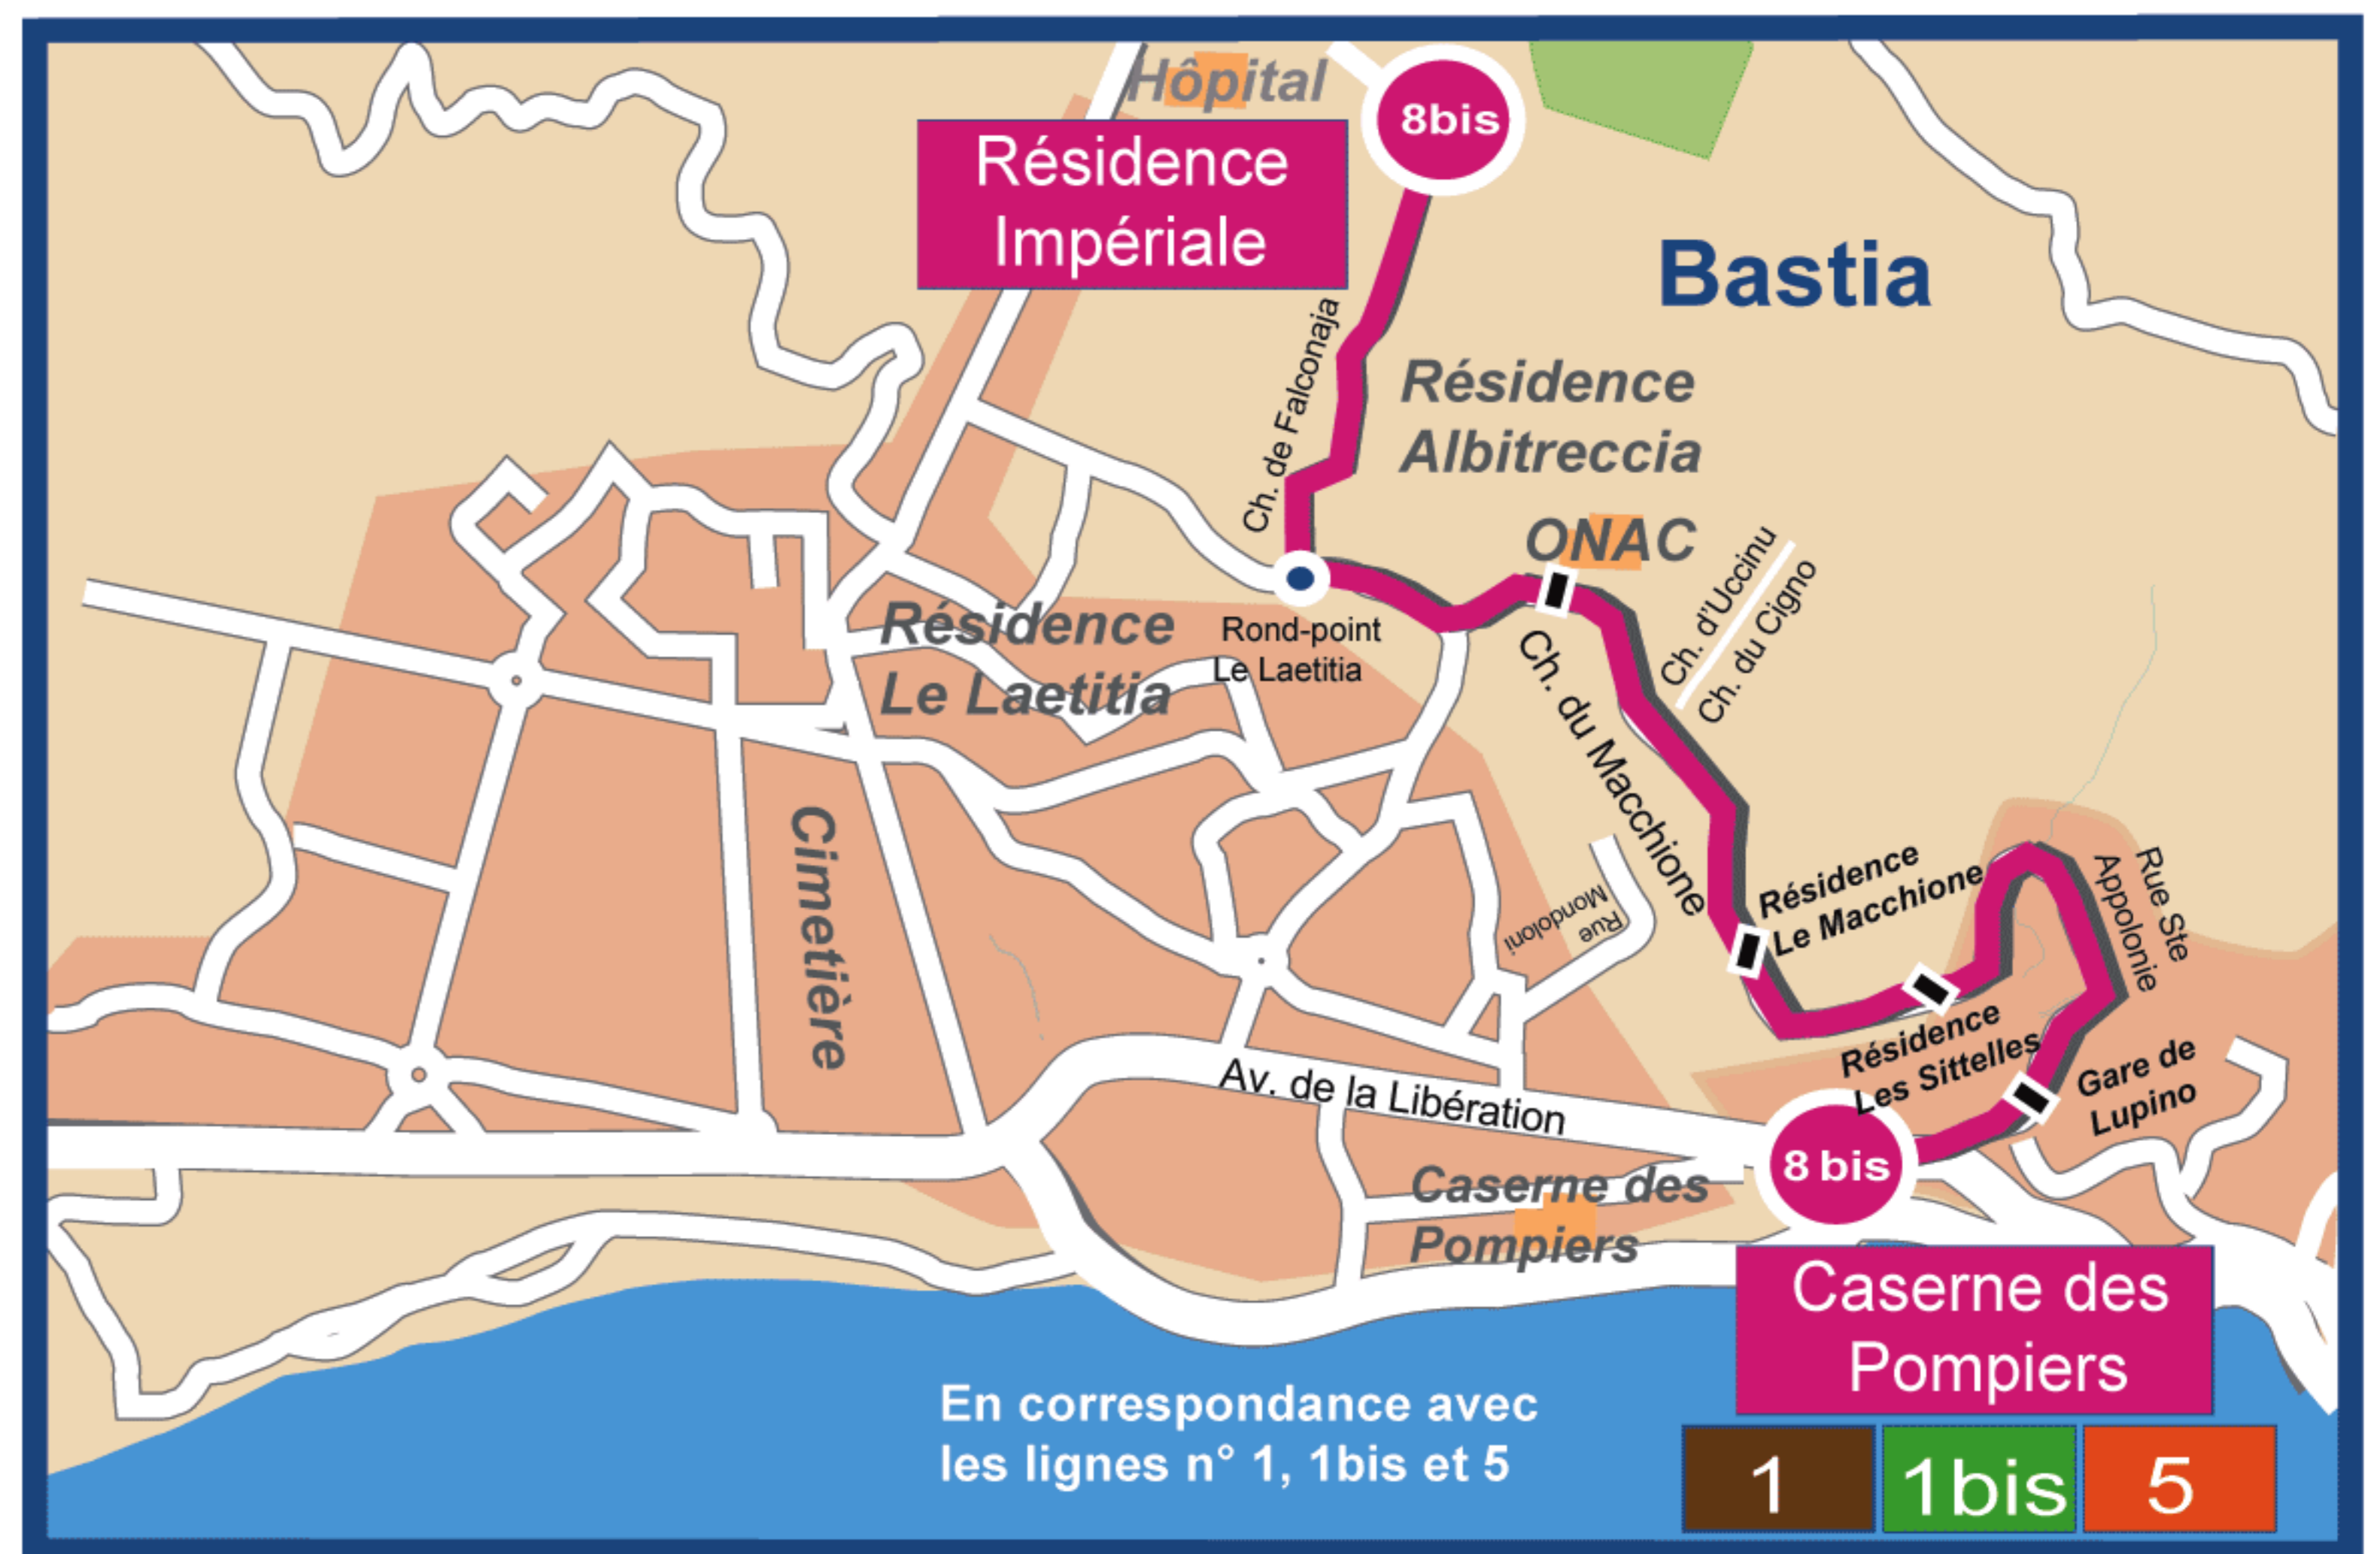 Hôpital
8bis
Résidence
Impériale
Bastia
Ch. de Falconaja
Résidence
Albitreccia
ONAC
Ch. d'Uccinu
Ch. du Cigno
Résidence
Le Laetitia
Rond-point
Le Laetitia
Ch. du Macchione
Cimetière
Résidence
Le Macchione
Rue Ste
Appolonie
Rue
Mondoloni
Résidence
Les Sittelles
Gare de
Lupino
Av. de la Libération
8 bis
Caserne des
Pompiers
Caserne des
Pompiers
En correspondance avec
les lignes n° 1, 1bis et 5
1
1bis
5